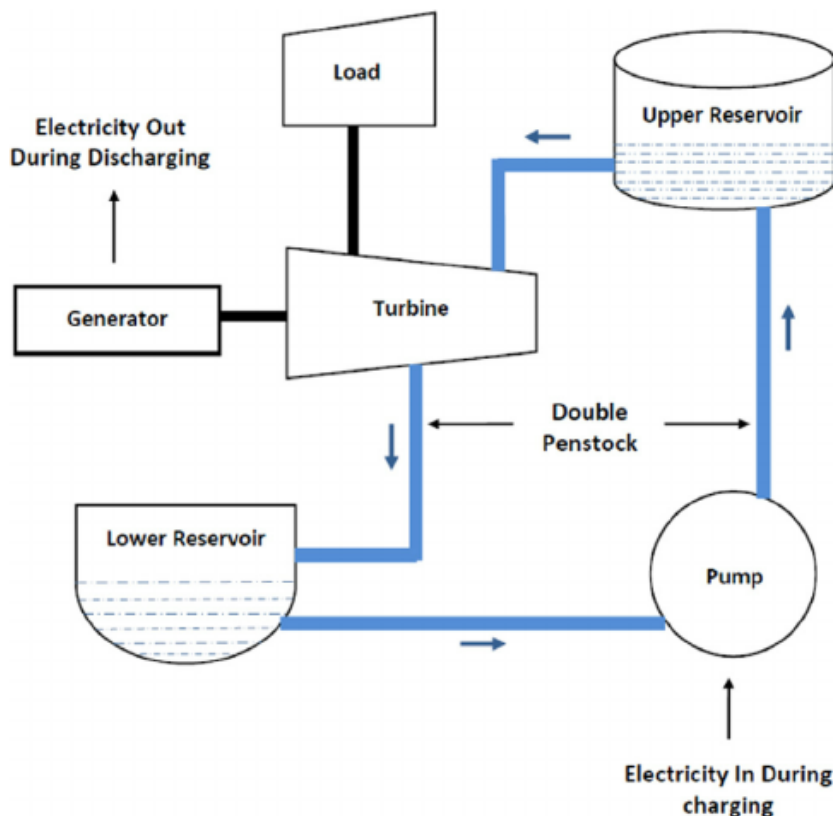 Load
Upper Reservoir
Electricity Out
During Discharging
Generator
Turbine
Double
Penstock
Lower Reservoir
Pump
Electricity In During
charging